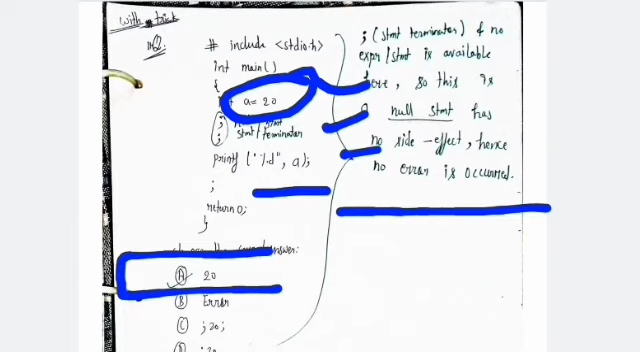 with trick
Q.
# include <stdio.h>
int main()
{
a= 20
;
; stmt/terminator
printf ("%d", a);
;
return 0;
}
answer:
(A) 20
(B) Error
(C) ; 20;
; (stmt terminator) & no
expr/stmt is available
here, so this is
null stmt has
no side-effect, hence
no error is occurred.